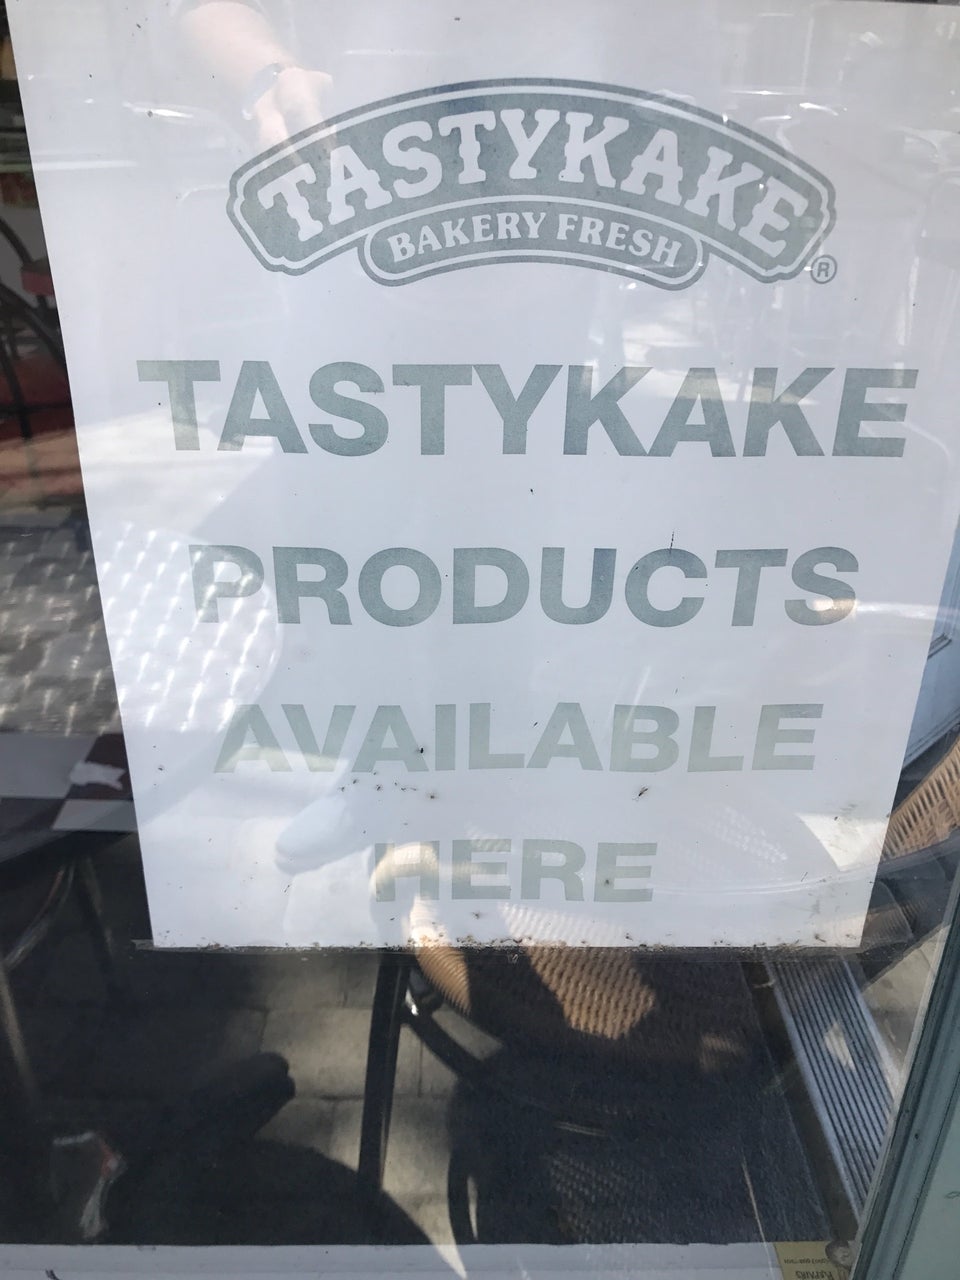 TASTYKAKE
BAKERY FRESH
®
TASTYKAKE
PRODUCTS
AVAILABLE
HERE